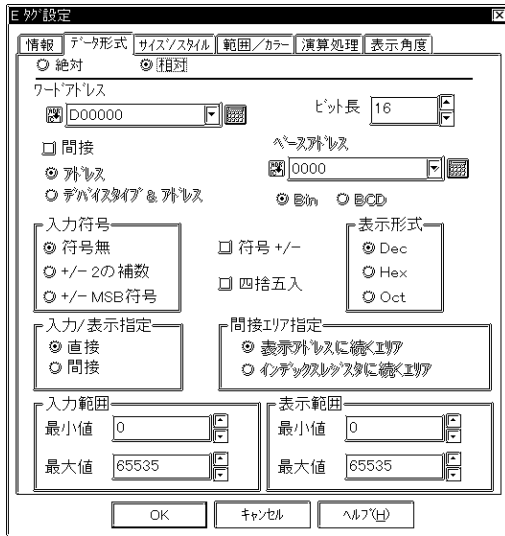 E ﾀｸﾞ設定
情報 ﾃﾞｰﾀ形式 ｻｲｽﾞ/ｽﾀｲﾙ 範囲／ｶﾗｰ 演算処理 表示角度
絶対 相対
ﾜｰﾄﾞｱﾄﾞﾚｽ
D00000
ﾋﾞｯﾄ長 16
間接
ｱﾄﾞﾚｽ
ﾃﾞﾊﾞｲｽﾀｲﾌﾟ & ｱﾄﾞﾚｽ
ﾍﾞｰｽｱﾄﾞﾚｽ
0000
Bin BCD
入力符号
符号無
+/- 2の補数
+/- MSB符号
符号 +/-
四捨五入
表示形式
Dec
Hex
Oct
入力/表示指定
直接
間接
間接ｴﾘｱ指定
表示ｱﾄﾞﾚｽに続くｴﾘｱ
ｲﾝﾃﾞｯｸｽﾚｼﾞｽﾀに続くｴﾘｱ
入力範囲
最小値 0
最大値 65535
表示範囲
最小値 0
最大値 65535
OK ｷｬﾝｾﾙ ﾍﾙﾌﾟ(H)